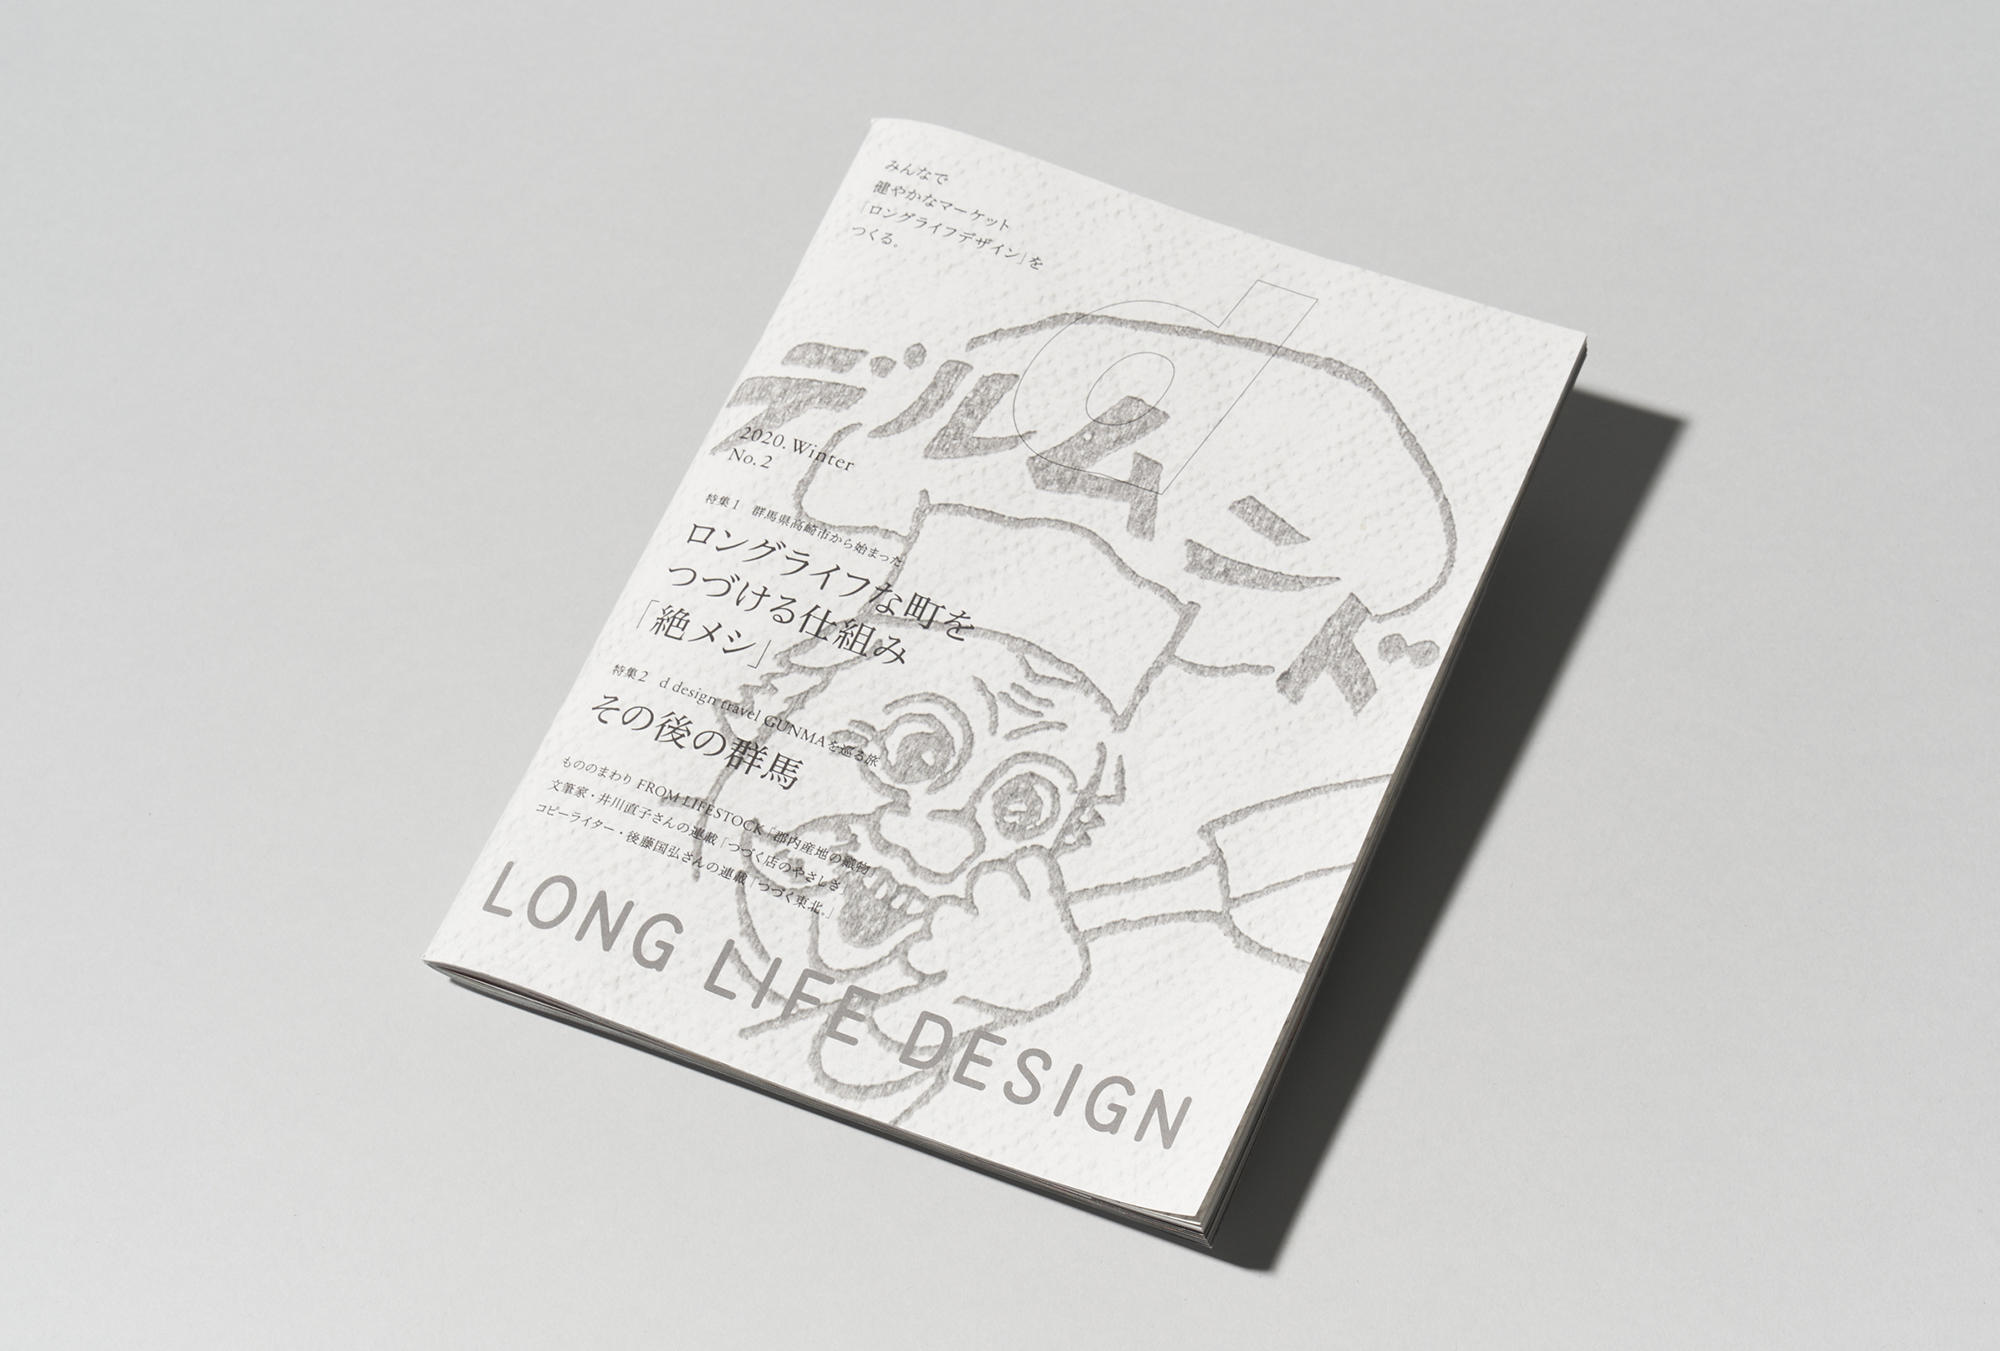 みんなで
健やかなマーケット
「ロングライフデザイン」を
つくる。
d
デルムンド
2020. Winter
No. 2
特集1 群馬県高崎市から始まった
ロングライフな町を
つづける仕組み
「絶メシ」
特集2 d design travel GUNMAを巡る旅
その後の群馬
もののまわり FROM LIFESTOCK「郡内産地の織物」
文筆家・井川直子さんの連載「つづく店のやさしさ」
コピーライター・後藤国弘さんの連載「つづく東北。」
LONG LIFE DESIGN